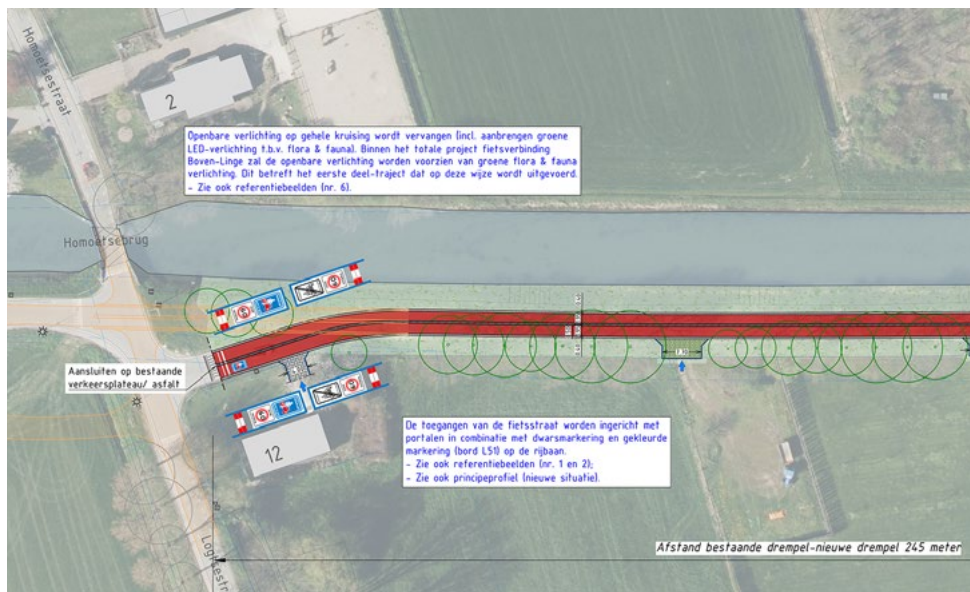 Homoetsestraat
2
Openbare verlichting op gehele kruising wordt vervangen (incl. aanbrengen groene
LED-verlichting t.b.v. flora & fauna). Binnen het totale project fietsverbinding
Boven-Linge zal de openbare verlichting worden voorzien van groene flora & fauna
verlichting. Dit betreft het eerste deel-traject dat op deze wijze wordt uitgevoerd.
- Zie ook referentiebeelden (nr. 6).
Homoetsebrug
Aansluiten op bestaande
verkeersplateau/ asfalt
12
De toegangen van de fietsstraat worden ingericht met
portalen in combinatie met dwarsmarkering en gekleurde
markering (bord L51) op de rijbaan.
- Zie ook referentiebeelden (nr. 1 en 2);
- Zie ook principeprofiel (nieuwe situatie).
Afstand bestaande drempel-nieuwe drempel 245 meter